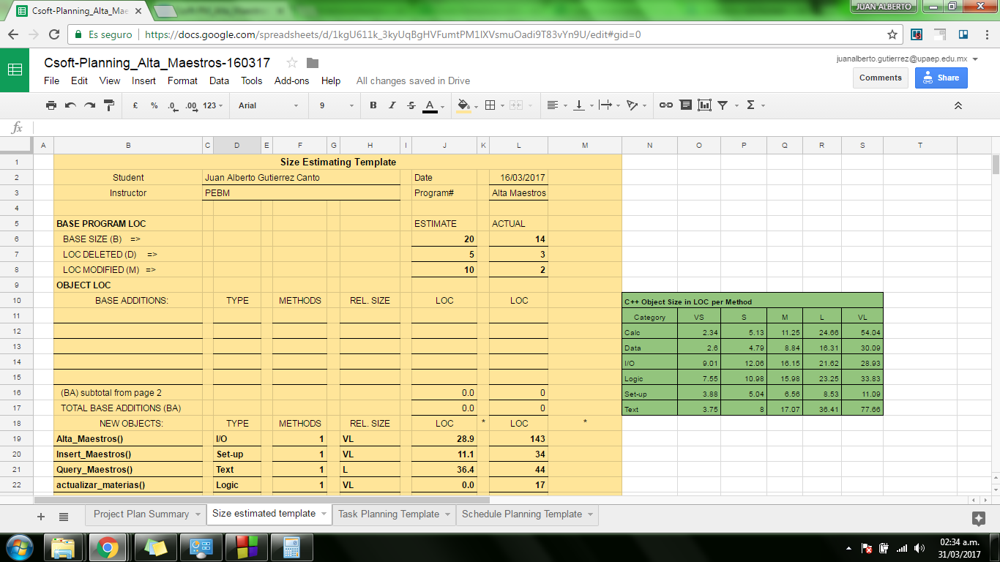 Csoft-Planning_Alta_Mae
JUAN ALBERTO
Es seguro
https://docs.google.com/spreadsheets/d/1kgU611k_3kyUqBgHVFumtPM1IXVsmuOadi9T83vYn9U/edit#gid=0
Csoft-Planning_Alta_Maestros-160317
juanalberto.gutierrez@upaep.edu.mx
File Edit View Insert Format Data Tools Add-ons Help All changes saved in Drive
Comments Share
£ % .0 .00 123 Arial 9 B I S A Σ
fx
A B C D E F G H I J K L M N O P Q R S T
1 Size Estimating Template
2 Student Juan Alberto Gutierrez Canto Date 16/03/2017
3 Instructor PEBM Program# Alta Maestros
4
5 BASE PROGRAM LOC ESTIMATE ACTUAL
6 BASE SIZE (B) => 20 14
7 LOC DELETED (D) => 5 3
8 LOC MODIFIED (M) => 10 2
9 OBJECT LOC
10 BASE ADDITIONS: TYPE METHODS REL. SIZE LOC LOC C++ Object Size in LOC per Method
11 Category VS S M L VL
12 Calc 2.34 5.13 11.25 24.66 54.04
13 Data 2.6 4.79 8.84 16.31 30.09
14 I/O 9.01 12.06 16.15 21.62 28.93
15 Logic 7.55 10.98 15.98 23.25 33.83
16 (BA) subtotal from page 2 0.0 0 Set-up 3.88 5.04 6.56 8.53 11.09
17 TOTAL BASE ADDITIONS (BA) 0.0 0 Text 3.75 8 17.07 36.41 77.66
18 NEW OBJECTS: TYPE METHODS REL. SIZE LOC * LOC *
19 Alta_Maestros() I/O 1 VL 28.9 143
20 Insert_Maestros() Set-up 1 VL 11.1 34
21 Query_Maestros() Text 1 L 36.4 44
22 actualizar_materias() Logic 1 VL 0.0 17
Project Plan Summary Size estimated template Task Planning Template Schedule Planning Template
02:34 a.m.
31/03/2017